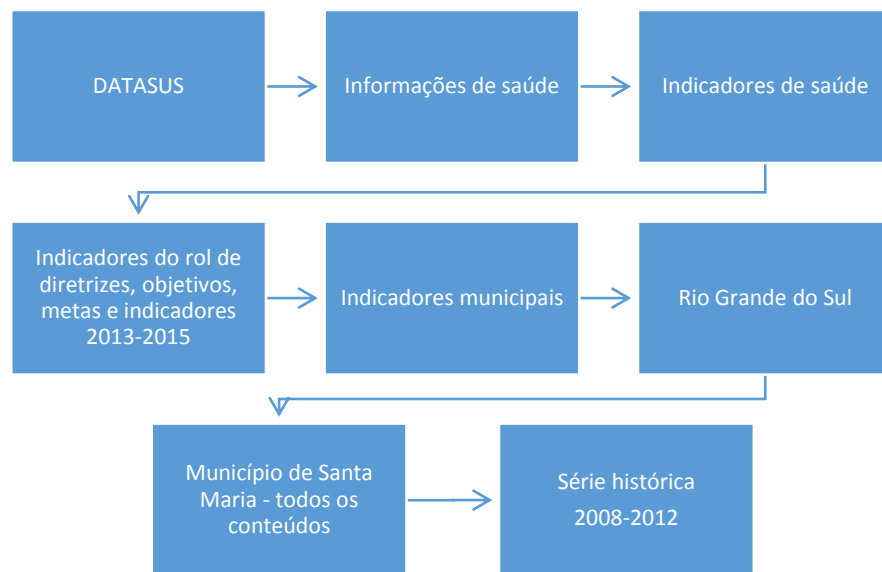 DATASUS
Informações de saúde
Indicadores de saúde
Indicadores do rol de
diretrizes, objetivos,
metas e indicadores
2013-2015
Indicadores municipais
Rio Grande do Sul
Município de Santa
Maria - todos os
conteúdos
Série histórica
2008-2012